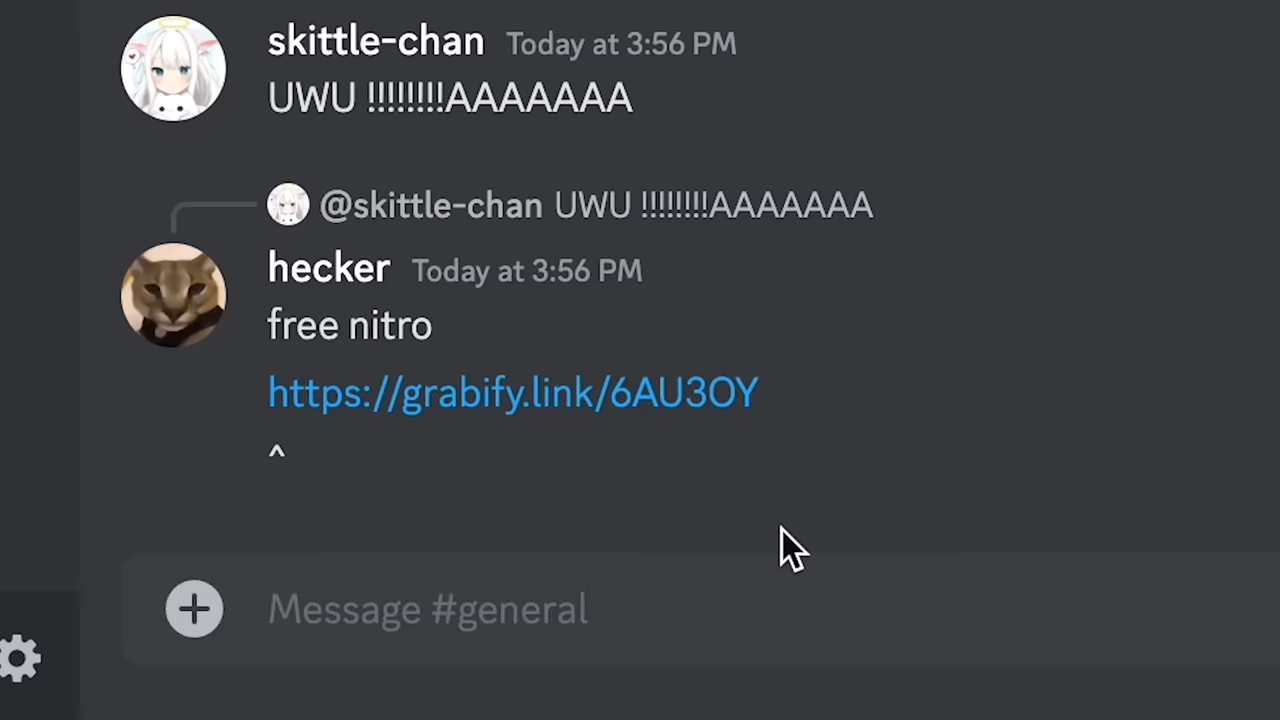 skittle-chan Today at 3:56 PM
UWU !!!!!!!!AAAAAAA
@skittle-chan UWU !!!!!!!!AAAAAAA
hecker Today at 3:56 PM
free nitro
https://grabify.link/6AU3OY
^
Message #general